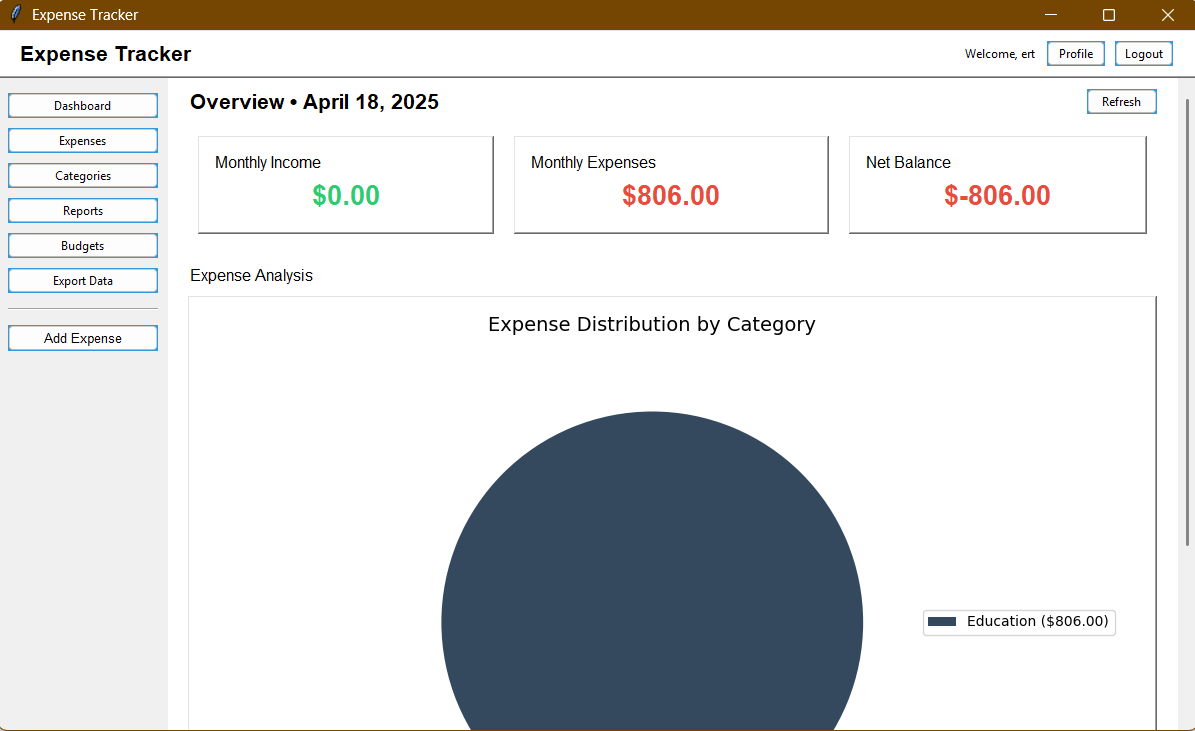 Expense Tracker
Expense Tracker
Welcome, ert
Profile
Logout
Dashboard
Expenses
Categories
Reports
Budgets
Export Data
Add Expense
Overview • April 18, 2025
Refresh
Monthly Income
$0.00
Monthly Expenses
$806.00
Net Balance
$-806.00
Expense Analysis
Expense Distribution by Category
Education ($806.00)